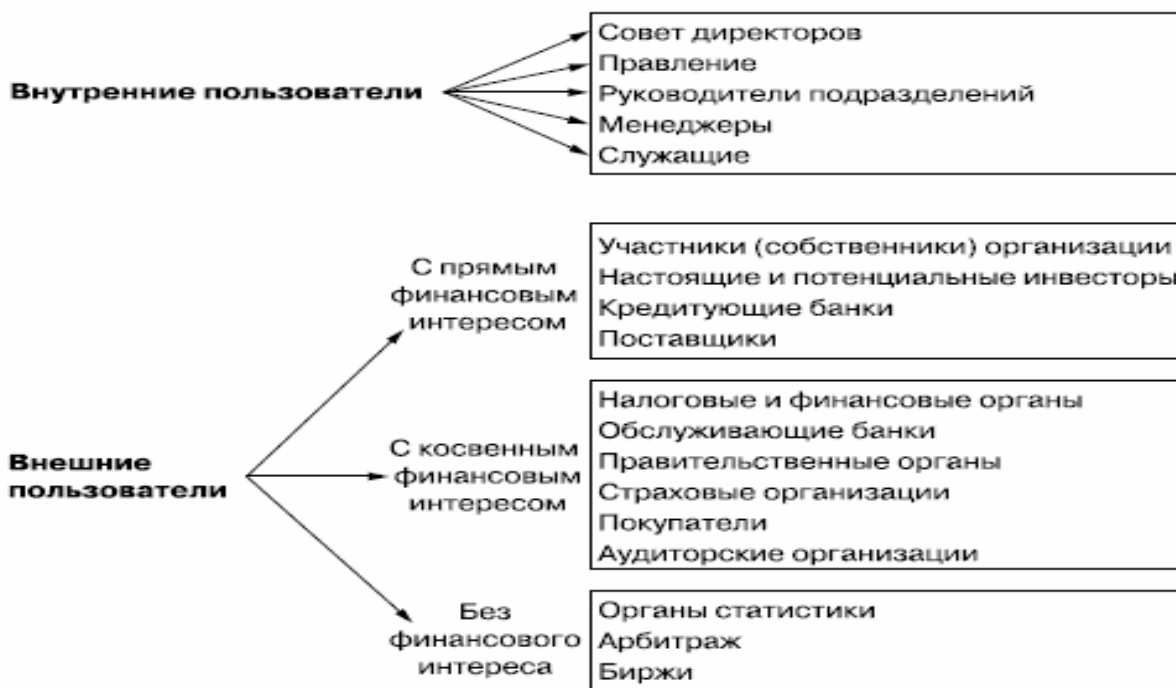 Внутренние пользователи
Совет директоров
Правление
Руководители подразделений
Менеджеры
Служащие
С прямым
финансовым
интересом
Участники (собственники) организации
Настоящие и потенциальные инвесторы
Кредитующие банки
Поставщики
Внешние
пользователи
С косвенным
финансовым
интересом
Налоговые и финансовые органы
Обслуживающие банки
Правительственные органы
Страховые организации
Покупатели
Аудиторские организации
Без
финансового
интереса
Органы статистики
Арбитраж
Биржи